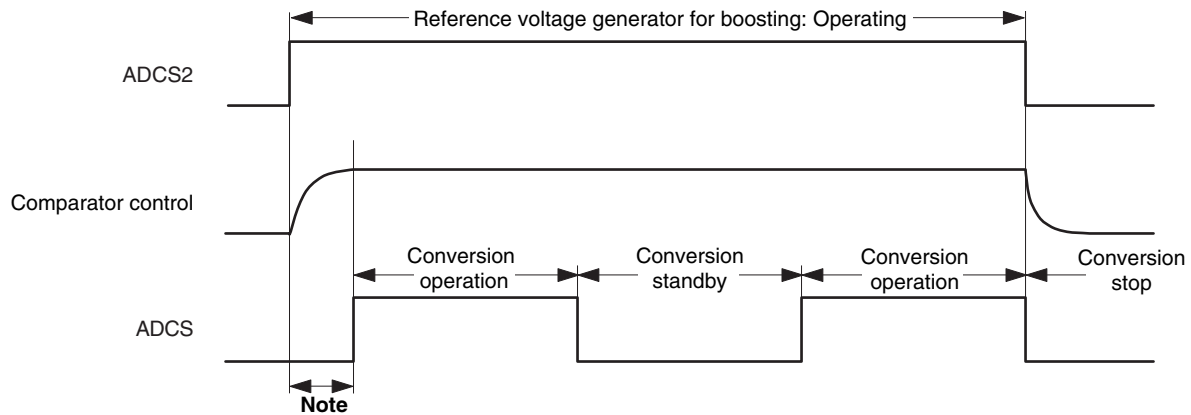 Reference voltage generator for boosting: Operating
ADCS2
Comparator control
Conversion
operation
Conversion
standby
Conversion
operation
Conversion
stop
ADCS
Note